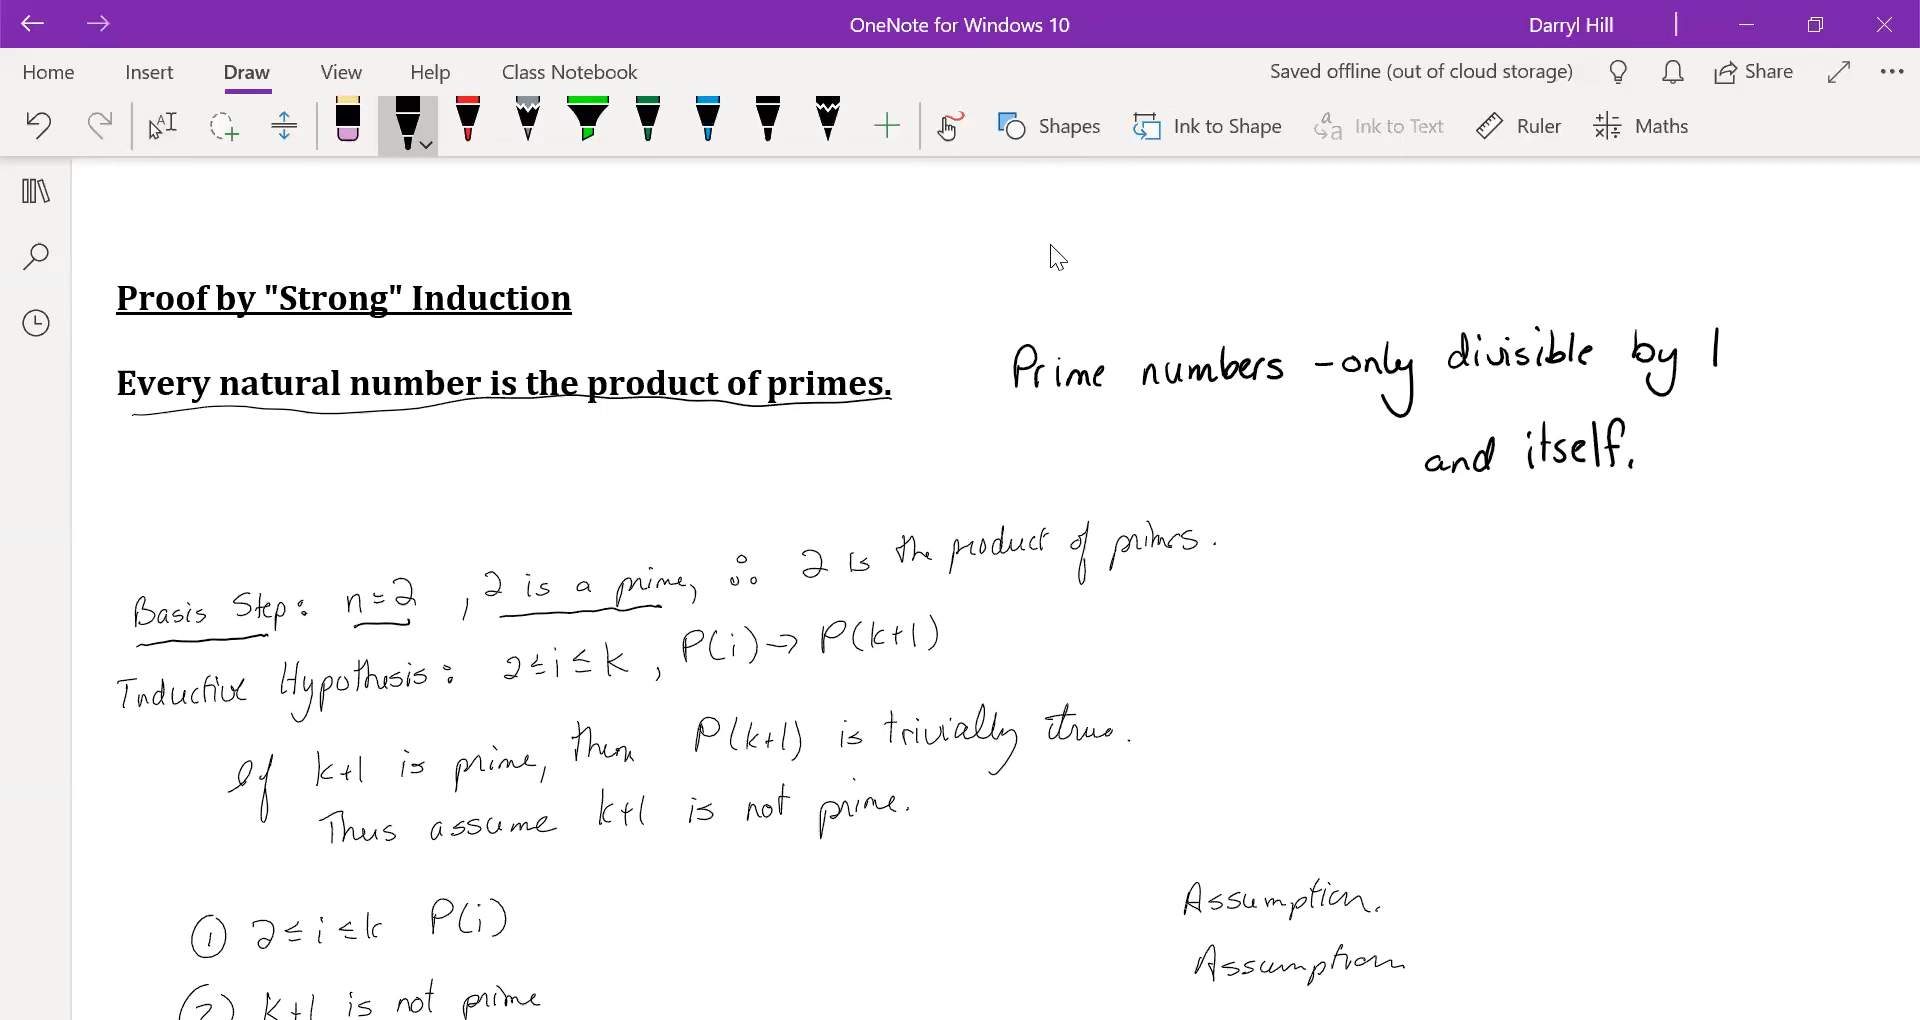 OneNote for Windows 10
Darryl Hill
Home Insert Draw View Help Class Notebook
Saved offline (out of cloud storage) Share
Shapes Ink to Shape Ink to Text Ruler Maths
Proof by "Strong" Induction
Every natural number is the product of primes.
Prime numbers - only divisible by 1
and itself.
Basis Step: n=2, 2 is a prime, ∴ 2 is the product of primes.
Inductive Hypothesis: 2≤i≤k, P(i)→P(k+1)
If k+1 is prime, then P(k+1) is trivially true.
Thus assume k+1 is not prime.
① 2≤i≤k P(i) Assumption.
② k+1 is not prime Assumption